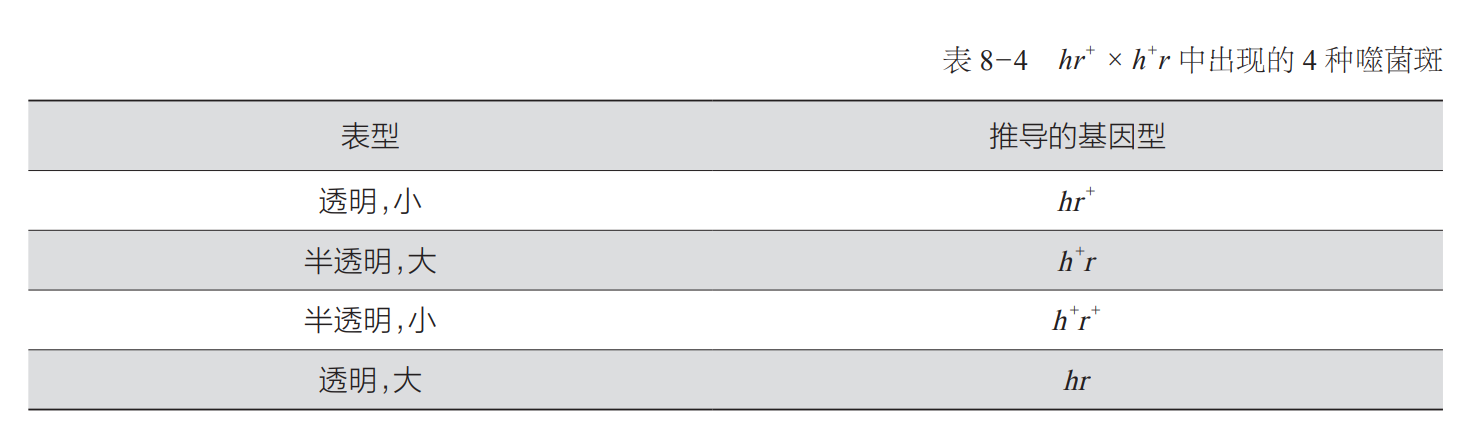 表 8-4 hr⁺ × h⁺r 中出现的 4 种噬菌斑
表型 推导的基因型
透明,小 hr⁺
半透明,大 h⁺r
半透明,小 h⁺r⁺
透明,大 hr